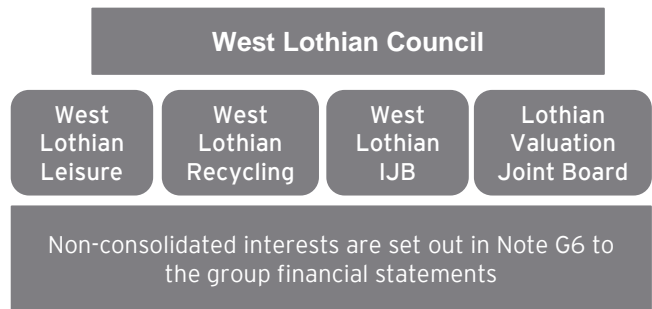 West Lothian Council
West
Lothian
Leisure
West
Lothian
Recycling
West
Lothian
IJB
Lothian
Valuation
Joint Board
Non-consolidated interests are set out in Note G6 to
the group financial statements